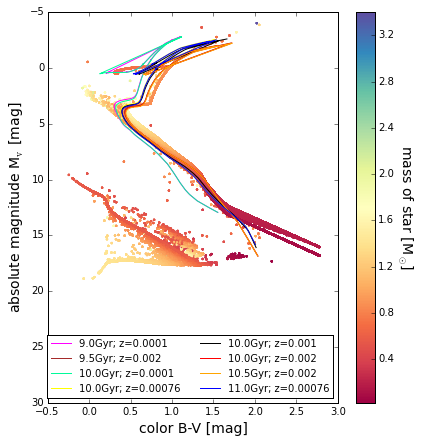 −5
0
5
10
15
20
25
30
−0.5 0.0 0.5 1.0 1.5 2.0 2.5 3.0
absolute magnitude Mᵥ [mag]
color B-V [mag]
9.0Gyr; z=0.0001
9.5Gyr; z=0.002
10.0Gyr; z=0.0001
10.0Gyr; z=0.00076
10.0Gyr; z=0.001
10.0Gyr; z=0.002
10.5Gyr; z=0.002
11.0Gyr; z=0.00076
3.2
2.8
2.4
2.0
1.6
1.2
0.8
0.4
mass of star [M☉]